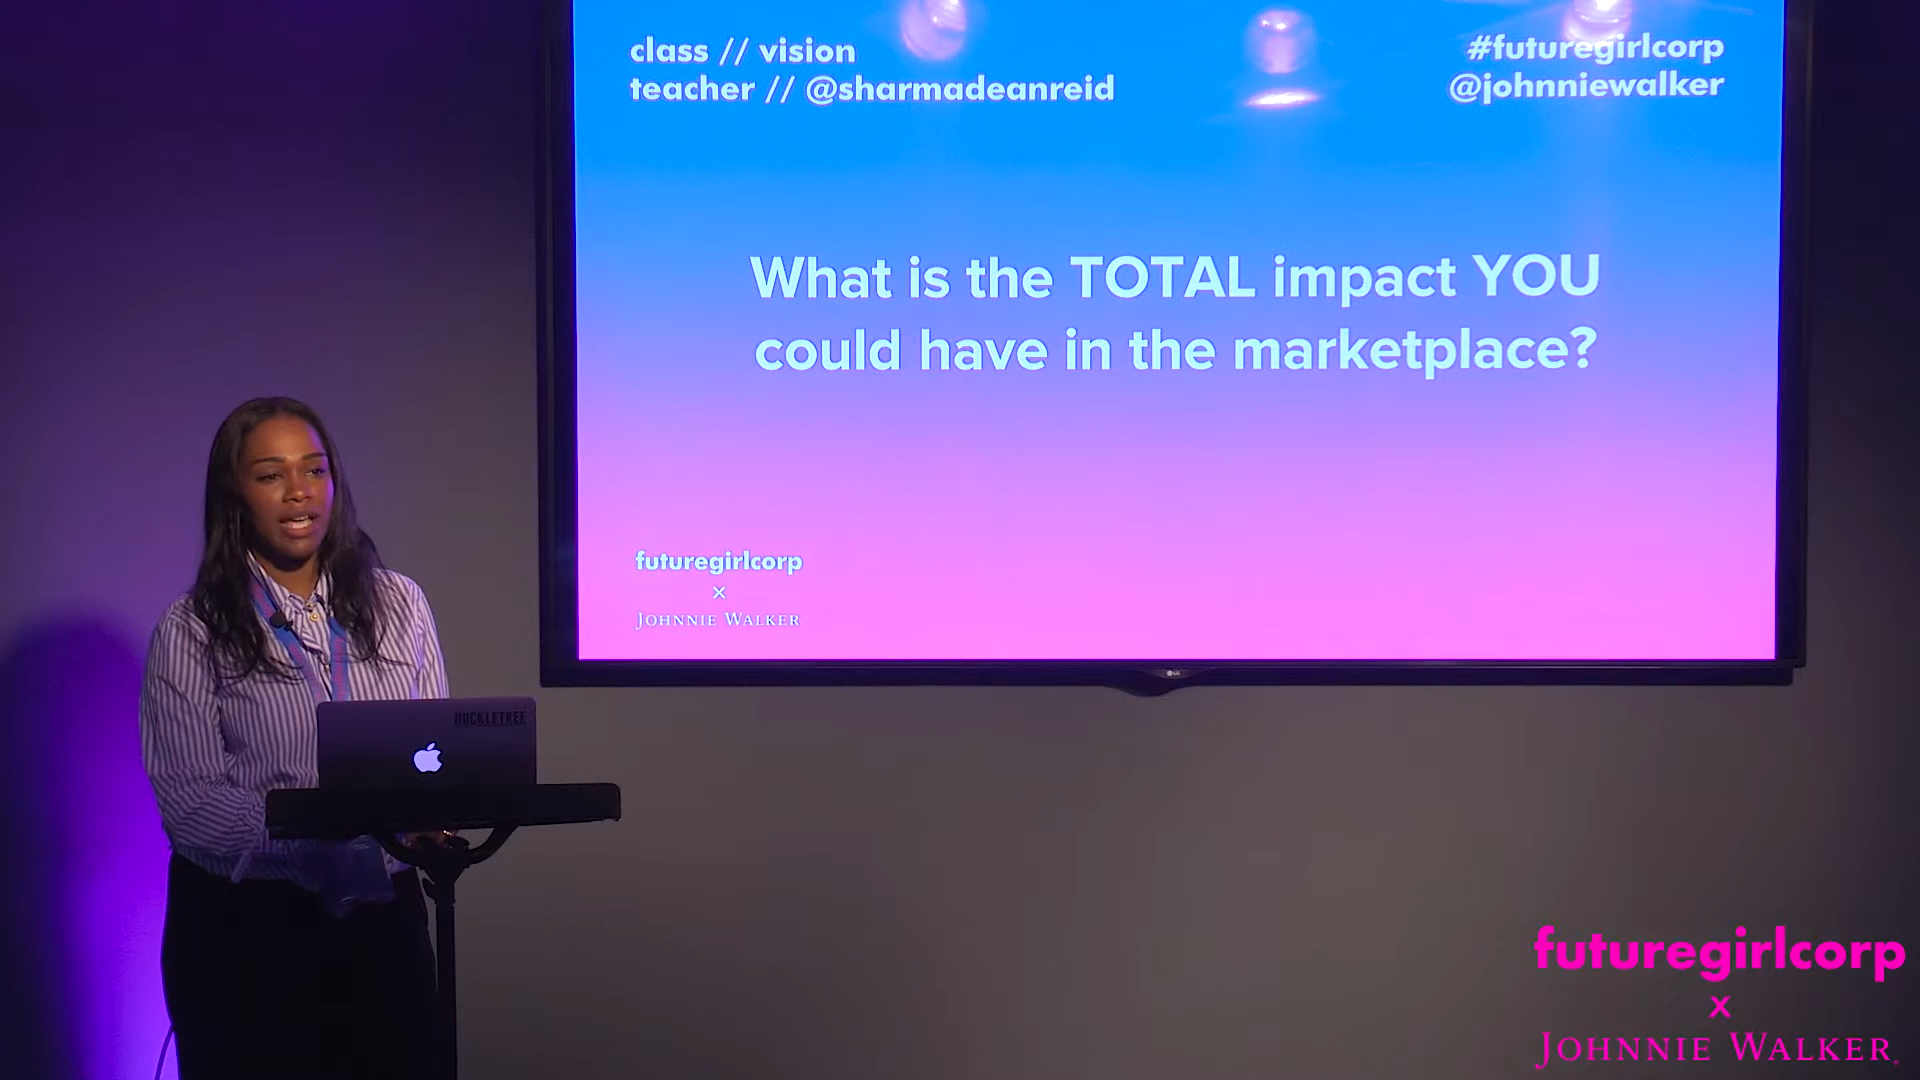 class // vision
teacher // @sharmadeanreid
#futuregirlcorp
@johnniewalker
What is the TOTAL impact YOU
could have in the marketplace?
futuregirlcorp
x
JOHNNIE WALKER
LG
HUCKLETREE
futuregirlcorp
x
JOHNNIE WALKER.